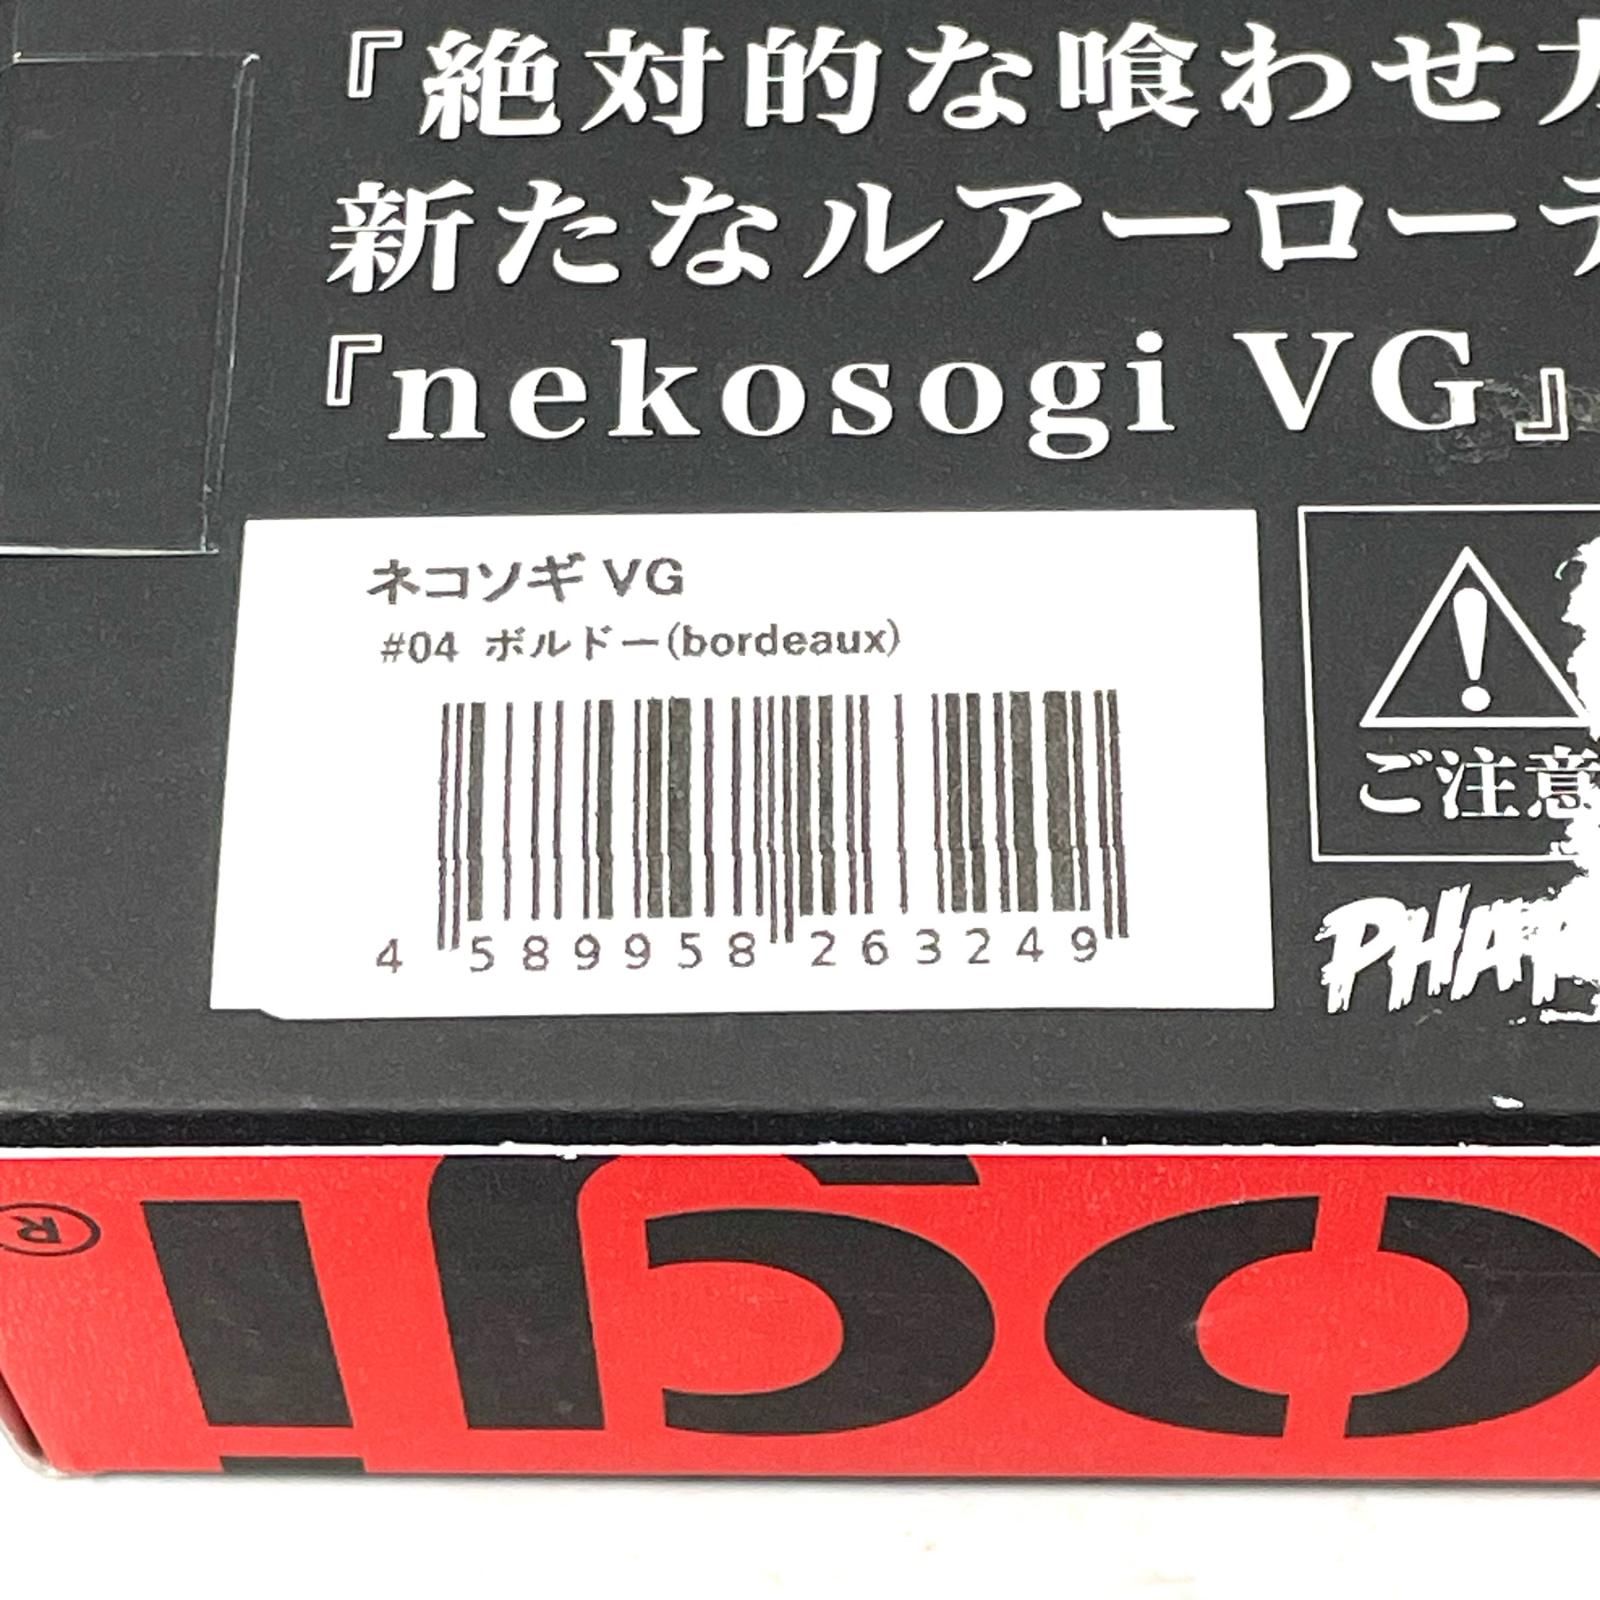 『絶対的な喰わせ
新たなルアーロー
『nekosogi VG』
ネコソギ VG
#04 ボルドー(bordeaux)
4 589958 263249
ご注意
®